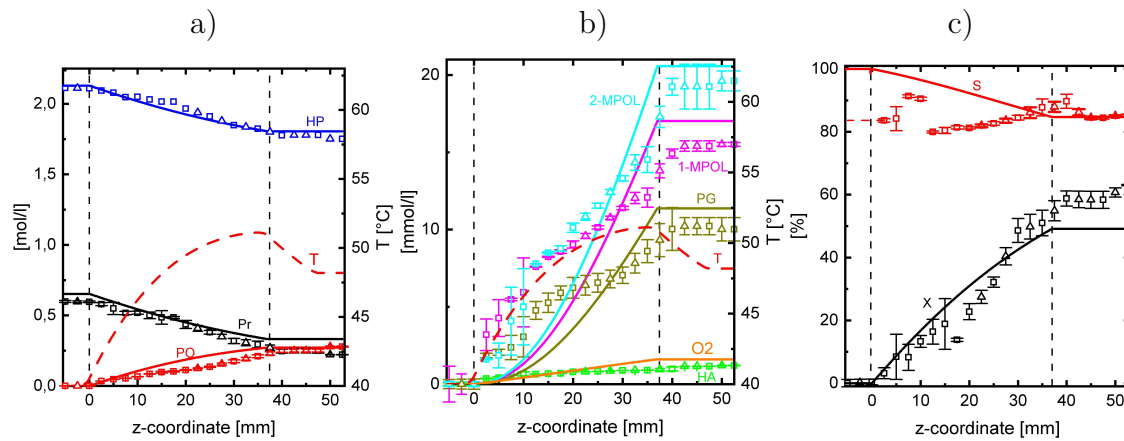 a)
b)
c)
[mol/l]
2,0
1,5
1,0
0,5
0,0
HP
T
Pr
PO
60
55
50
45
40
T [°C]
0 10 20 30 40 50
z-coordinate [mm]
[mmol/l]
20
10
0
2-MPOL
1-MPOL
PG
T
O2
HA
60
55
50
45
40
T [°C]
0 10 20 30 40 50
z-coordinate [mm]
[%]
100
80
60
40
20
0
S
X
0 10 20 30 40 50
z-coordinate [mm]